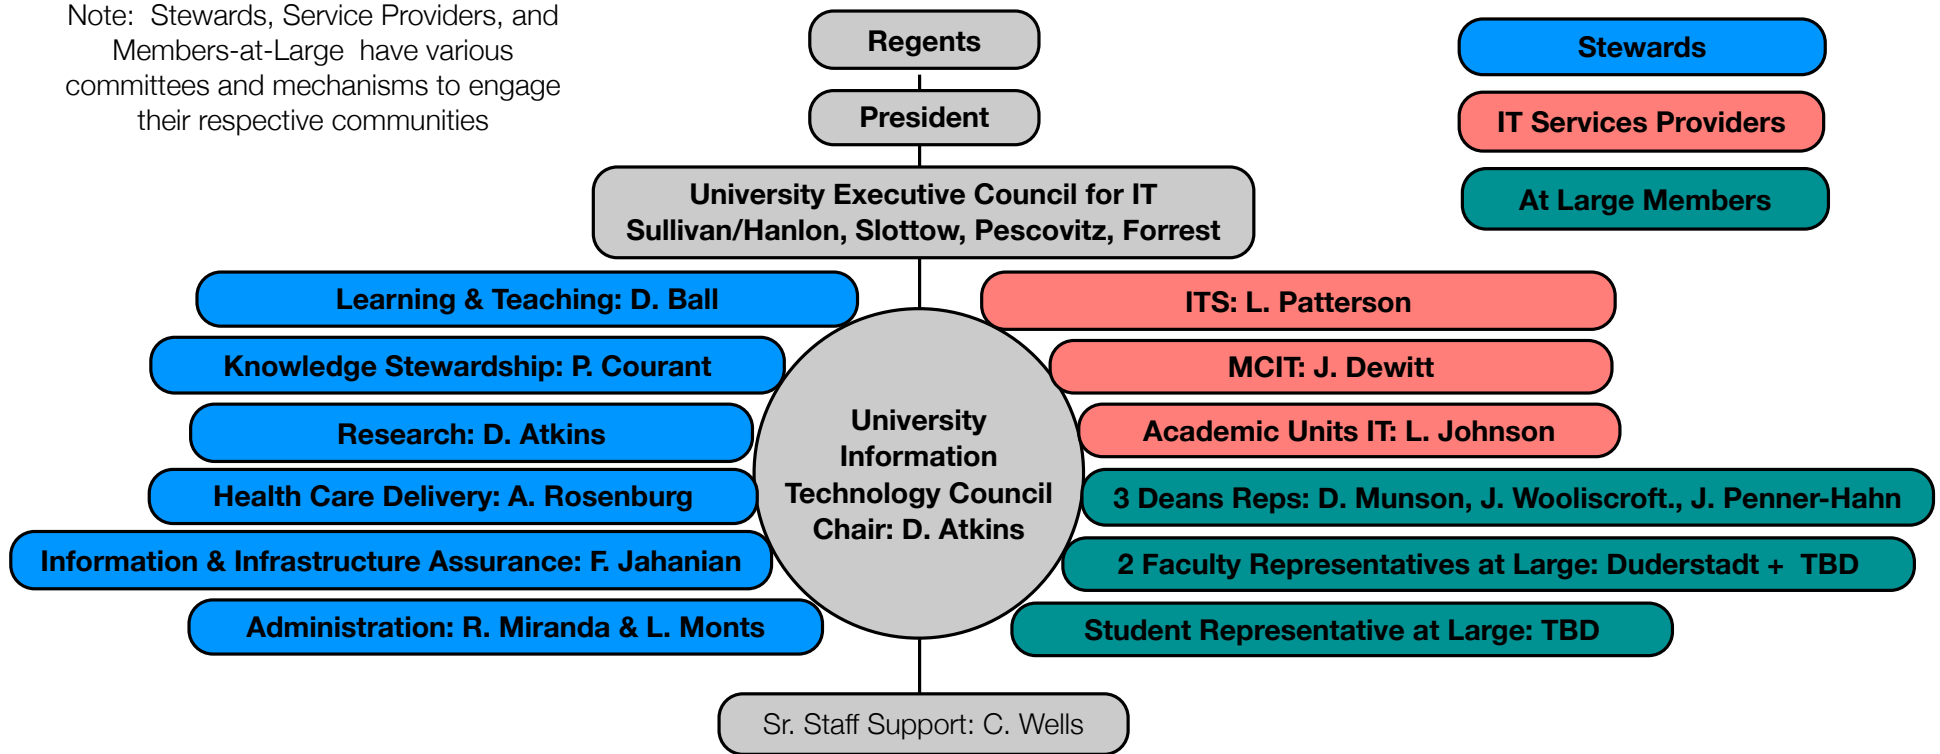 Note: Stewards, Service Providers, and
Members-at-Large have various
committees and mechanisms to engage
their respective communities
Regents
President
University Executive Council for IT
Sullivan/Hanlon, Slottow, Pescovitz, Forrest
Stewards
IT Services Providers
At Large Members
Learning & Teaching: D. Ball
Knowledge Stewardship: P. Courant
Research: D. Atkins
Health Care Delivery: A. Rosenburg
Information & Infrastructure Assurance: F. Jahanian
Administration: R. Miranda & L. Monts
University
Information
Technology Council
Chair: D. Atkins
ITS: L. Patterson
MCIT: J. Dewitt
Academic Units IT: L. Johnson
3 Deans Reps: D. Munson, J. Wooliscroft., J. Penner-Hahn
2 Faculty Representatives at Large: Duderstadt + TBD
Student Representative at Large: TBD
Sr. Staff Support: C. Wells